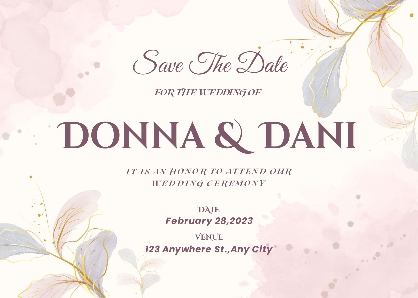 Save The Date
FOR THE WEDDING OF
DONNA & DANI
IT IS AN HONOR TO ATTEND OUR
WEDDING CEREMONY
DATE
February 28,2023
VENUE
123 Anywhere St.,Any City